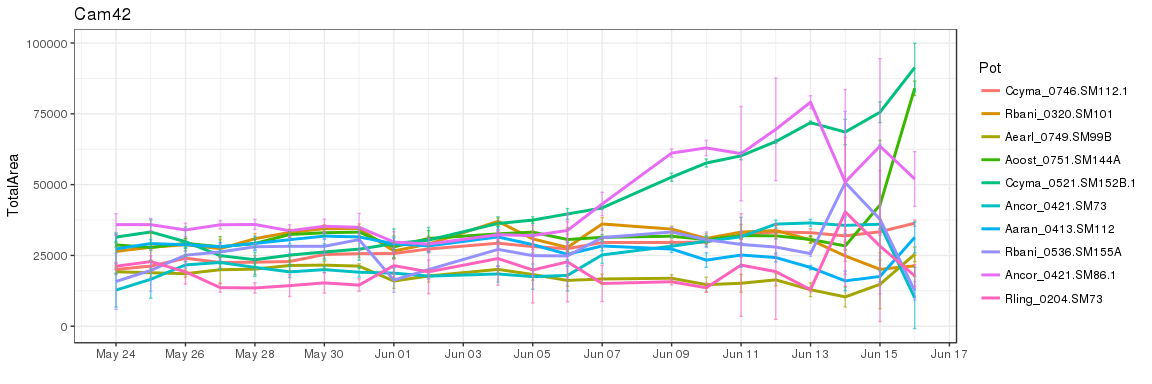 Cam42
TotalArea
100000
75000
50000
25000
0
May 24
May 26
May 28
May 30
Jun 01
Jun 03
Jun 05
Jun 07
Jun 09
Jun 11
Jun 13
Jun 15
Jun 17
Pot
Ccyma_0746.SM112.1
Rbani_0320.SM101
Aearl_0749.SM99B
Aoost_0751.SM144A
Ccyma_0521.SM152B.1
Ancor_0421.SM73
Aaran_0413.SM112
Rbani_0536.SM155A
Ancor_0421.SM86.1
Rling_0204.SM73